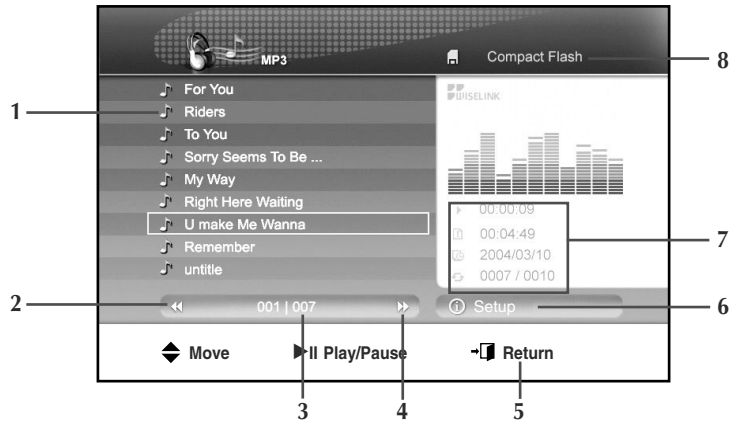 MP3
Compact Flash
8
For You
WISELINK
1
Riders
To You
Sorry Seems To Be ...
My Way
Right Here Waiting
00:00:09
U make Me Wanna
00:04:49
7
Remember
2004/03/10
untitle
0007 / 0010
2
001 | 007
Setup
6
Move
Play/Pause
Return
3
4
5